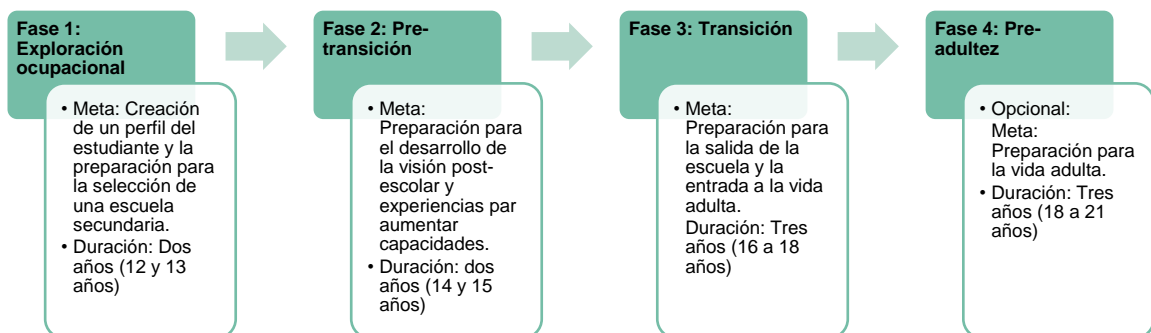 Fase 1:
Exploración
ocupacional
• Meta: Creación
de un perfil del
estudiante y la
preparación para
la selección de
una escuela
secundaria.
• Duración: Dos
años (12 y 13
años)
Fase 2: Pre-
transición
• Meta:
Preparación para
el desarrollo de
la visión post-
escolar y
experiencias par
aumentar
capacidades.
• Duración: dos
años (14 y 15
años)
Fase 3: Transición
• Meta:
Preparación para
la salida de la
escuela y la
entrada a la vida
adulta.
Duración: Tres
años (16 a 18
años)
Fase 4: Pre-
adultez
• Opcional:
Meta:
Preparación para
la vida adulta.
• Duración: Tres
años (18 a 21
años)